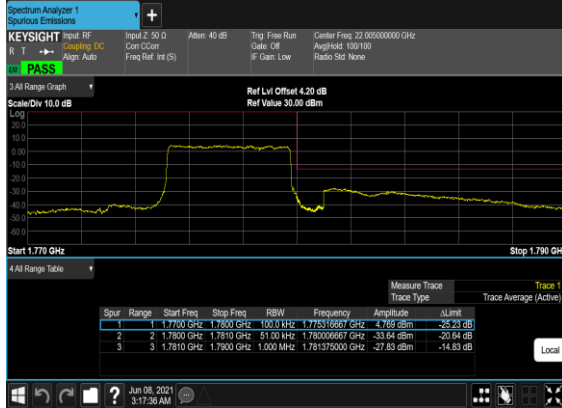 Spectrum Analyzer 1
Spurious Emissions
+
KEYSIGHT Input: RF Input Z: 50 Ω Atten: 40 dB Trig: Free Run Center Freq: 22.005000000 GHz
R T Coupling: DC Corr CCorr Gate: Off Avg|Hold: 100/100
Align: Auto Freq Ref: Int (S) IF Gain: Low Radio Std: None
PASS
3 All Range Graph
Ref Lvl Offset 4.20 dB
Scale/Div 10.0 dB Ref Value 30.00 dBm
Log
20.0
10.0
0.00
-10.0
-20.0
-30.0
-40.0
-50.0
-60.0
Start 1.770 GHz Stop 1.790 GHz
4 All Range Table
Measure Trace Trace 1
Trace Type Trace Average (Active)
Spur Range Start Freq Stop Freq RBW Frequency Amplitude ΔLimit
1 1 1.7700 GHz 1.7800 GHz 100.0 kHz 1.775316667 GHz 4.769 dBm -25.23 dB
2 2 1.7800 GHz 1.7810 GHz 51.00 kHz 1.780006667 GHz -33.64 dBm -20.64 dB
3 3 1.7810 GHz 1.7900 GHz 1.000 MHz 1.781375000 GHz -27.83 dBm -14.83 dB
Local
?
Jun 08, 2021
3:17:36 AM